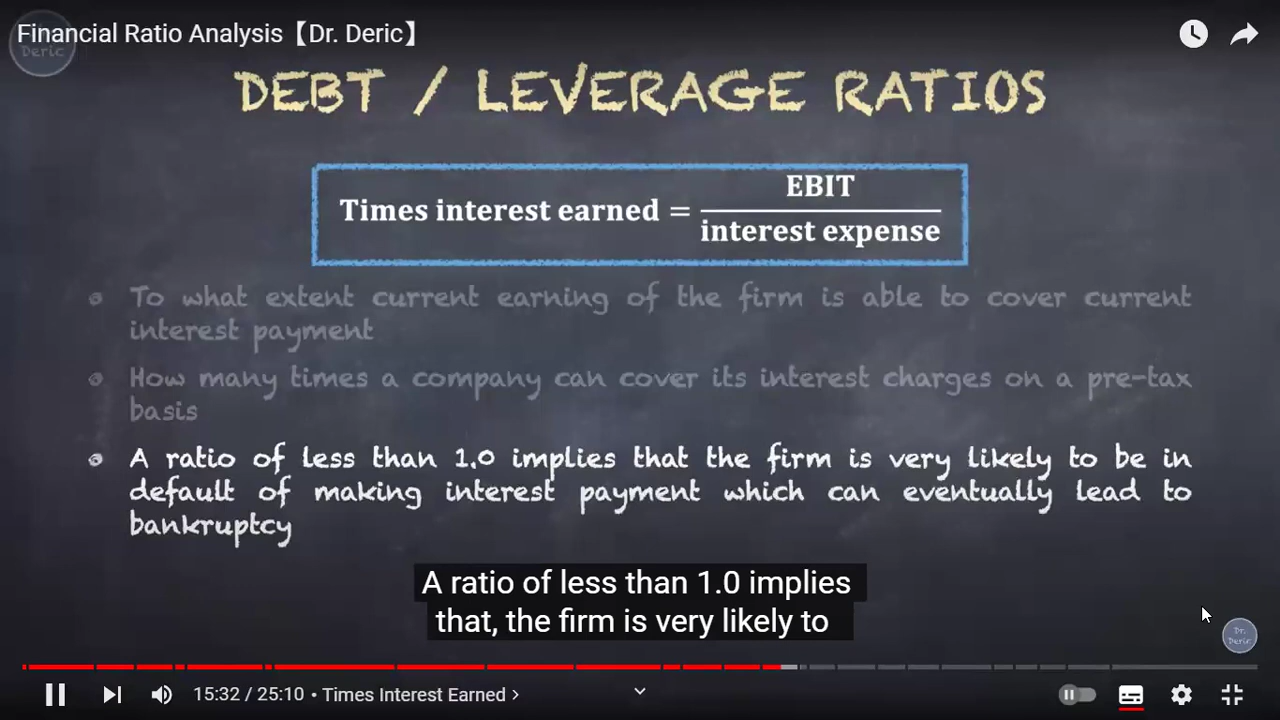 Financial Ratio Analysis【Dr. Deric】
Dr.
Deric
DEBT / LEVERAGE RATIOS
Times interest earned = EBIT
interest expense
To what extent current earning of the firm is able to cover current
interest payment
How many times a company can cover its interest charges on a pre-tax
basis
A ratio of less than 1.0 implies that the firm is very likely to be in
default of making interest payment which can eventually lead to
bankruptcy
A ratio of less than 1.0 implies
that, the firm is very likely to
Dr.
Deric
15:32 / 25:10 • Times Interest Earned >